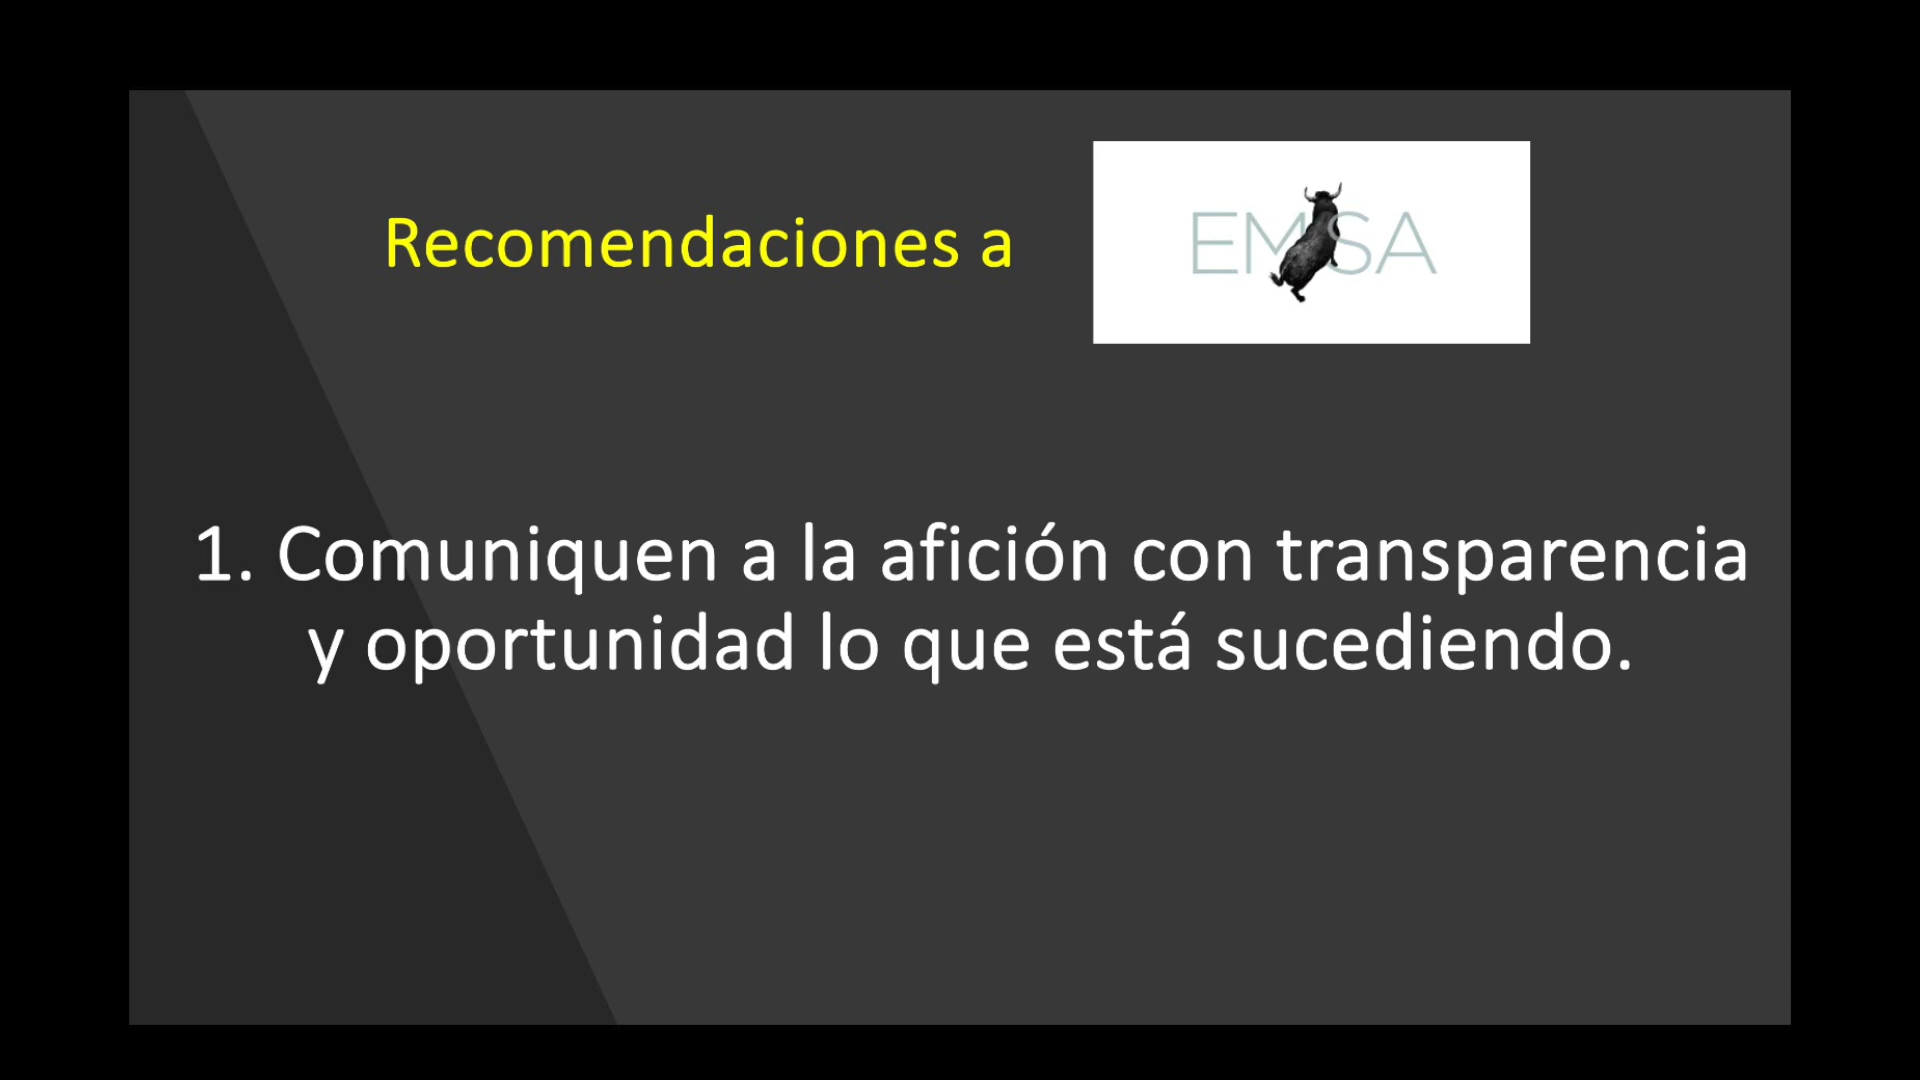 Recomendaciones a
EMSA
1. Comuniquen a la afición con transparencia
y oportunidad lo que está sucediendo.